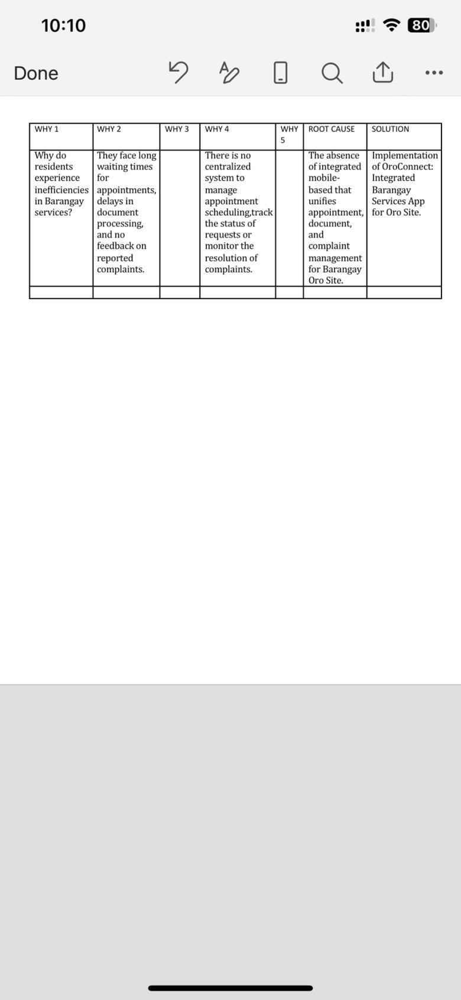 10:10
80
Done
WHY 1
WHY 2
WHY 3
WHY 4
WHY
5
ROOT CAUSE
SOLUTION
Why do
residents
experience
inefficiencies
in Barangay
services?
They face long
waiting times
for
appointments,
delays in
document
processing,
and no
feedback on
reported
complaints.
There is no
centralized
system to
manage
appointment
scheduling,track
the status of
requests or
monitor the
resolution of
complaints.
The absence
of integrated
mobile-
based that
unifies
appointment,
document,
and
complaint
management
for Barangay
Oro Site.
Implementation
of OroConnect:
Integrated
Barangay
Services App
for Oro Site.